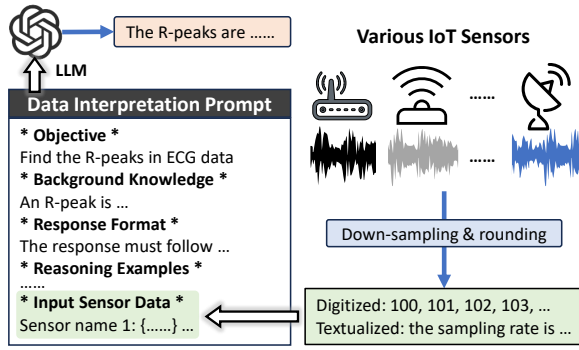 The R-peaks are ......
LLM
Data Interpretation Prompt
* Objective *
Find the R-peaks in ECG data
* Background Knowledge *
An R-peak is ...
* Response Format *
The response must follow ...
* Reasoning Examples *
......
* Input Sensor Data *
Sensor name 1: {......} ...
Various IoT Sensors
......
......
Down-sampling & rounding
Digitized: 100, 101, 102, 103, ...
Textualized: the sampling rate is ...